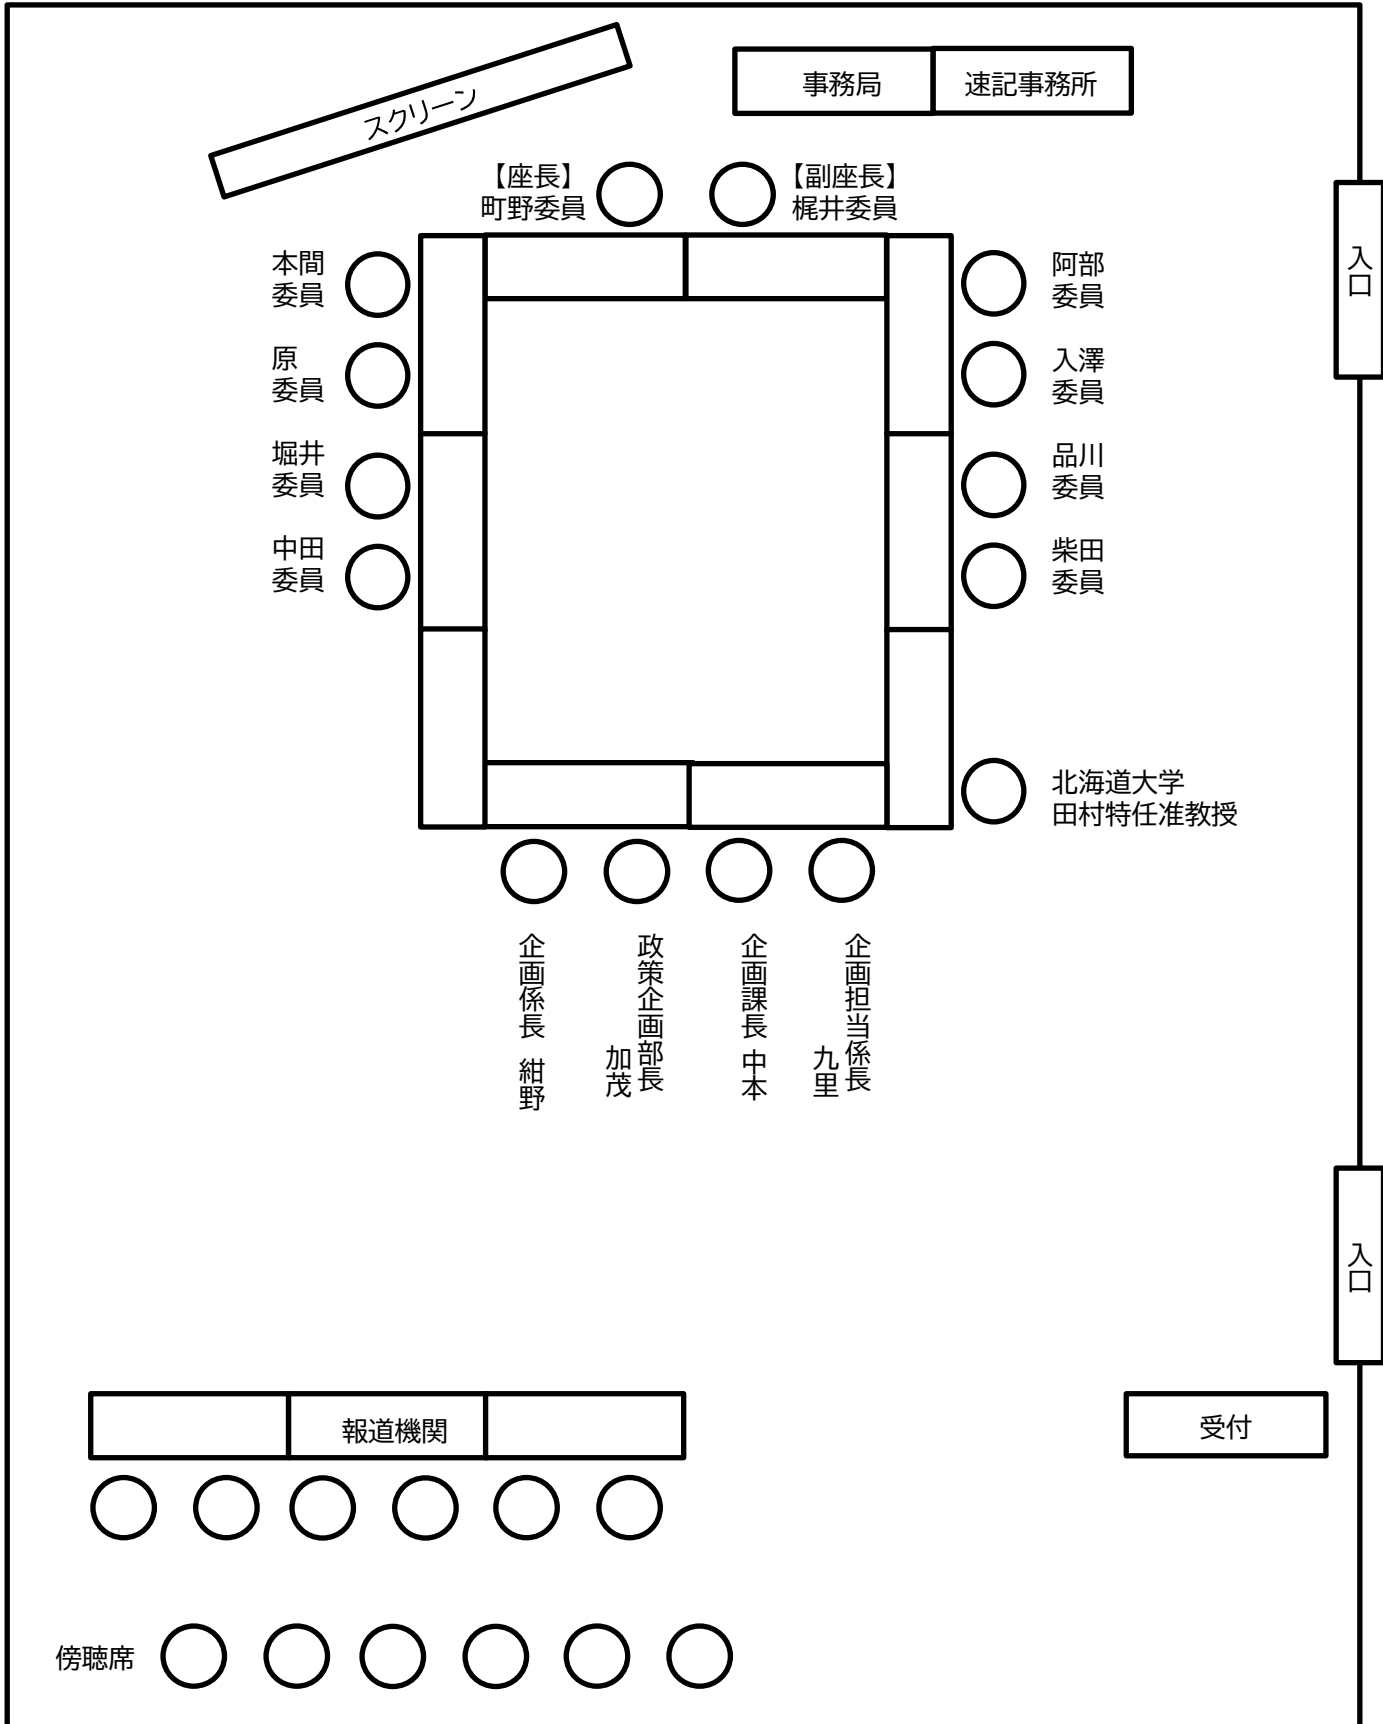 スクリーン
事務局
速記事務所
【座長】
町野委員
【副座長】
梶井委員
本間
委員
原
委員
堀井
委員
中田
委員
阿部
委員
入澤
委員
品川
委員
柴田
委員
北海道大学
田村特任准教授
入口
企画係長 紺野
政策企画部長
加茂
企画課長 中本
企画担当係長
九里
入口
報道機関
受付
傍聴席